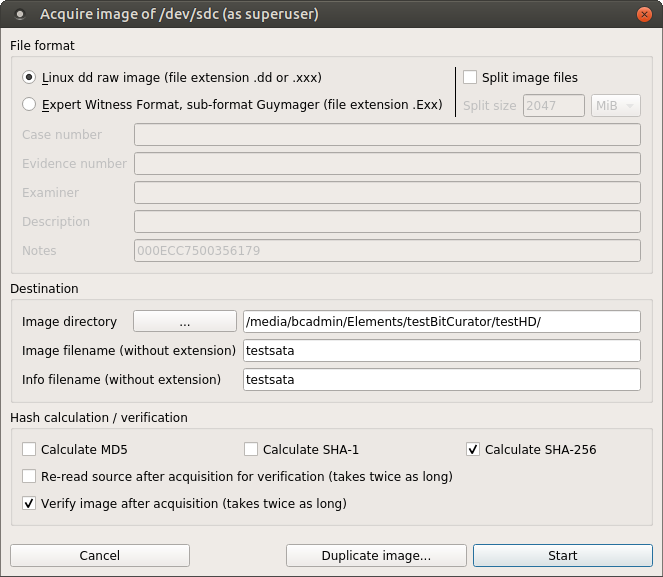 Acquire image of /dev/sdc (as superuser)
File format
Linux dd raw image (file extension .dd or .xxx)
Split image files
Expert Witness Format, sub-format Guymager (file extension .Exx)
Split size 2047 MiB
Case number
Evidence number
Examiner
Description
Notes 000ECC7500356179
Destination
Image directory ... /media/bcadmin/Elements/testBitCurator/testHD/
Image filename (without extension) testsata
Info filename (without extension) testsata
Hash calculation / verification
Calculate MD5 Calculate SHA-1 Calculate SHA-256
Re-read source after acquisition for verification (takes twice as long)
Verify image after acquisition (takes twice as long)
Cancel Duplicate image... Start